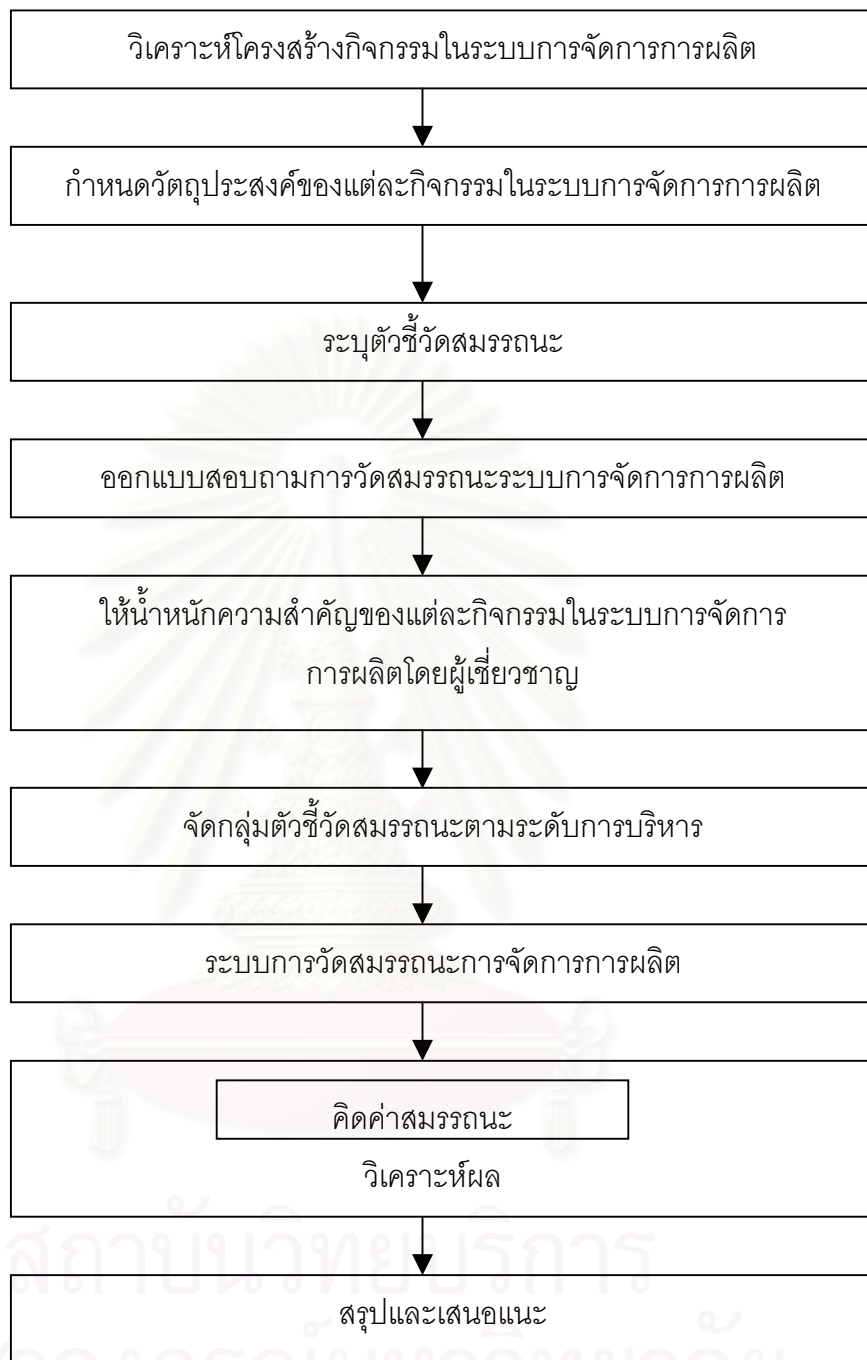 วิเคราะห์โครงสร้างกิจกรรมในระบบการจัดการการผลิต
กำหนดวัตถุประสงค์ของแต่ละกิจกรรมในระบบการจัดการการผลิต
ระบุตัวชี้วัดสมรรถนะ
ออกแบบสอบถามการวัดสมรรถนะระบบการจัดการการผลิต
ให้น้ำหนักความสำคัญของแต่ละกิจกรรมในระบบการจัดการ
การผลิตโดยผู้เชี่ยวชาญ
จัดกลุ่มตัวชี้วัดสมรรถนะตามระดับการบริหาร
ระบบการวัดสมรรถนะการจัดการการผลิต
คิดค่าสมรรถนะ
วิเคราะห์ผล
สถาบันวิทยบริการ
สรุปและเสนอแนะ